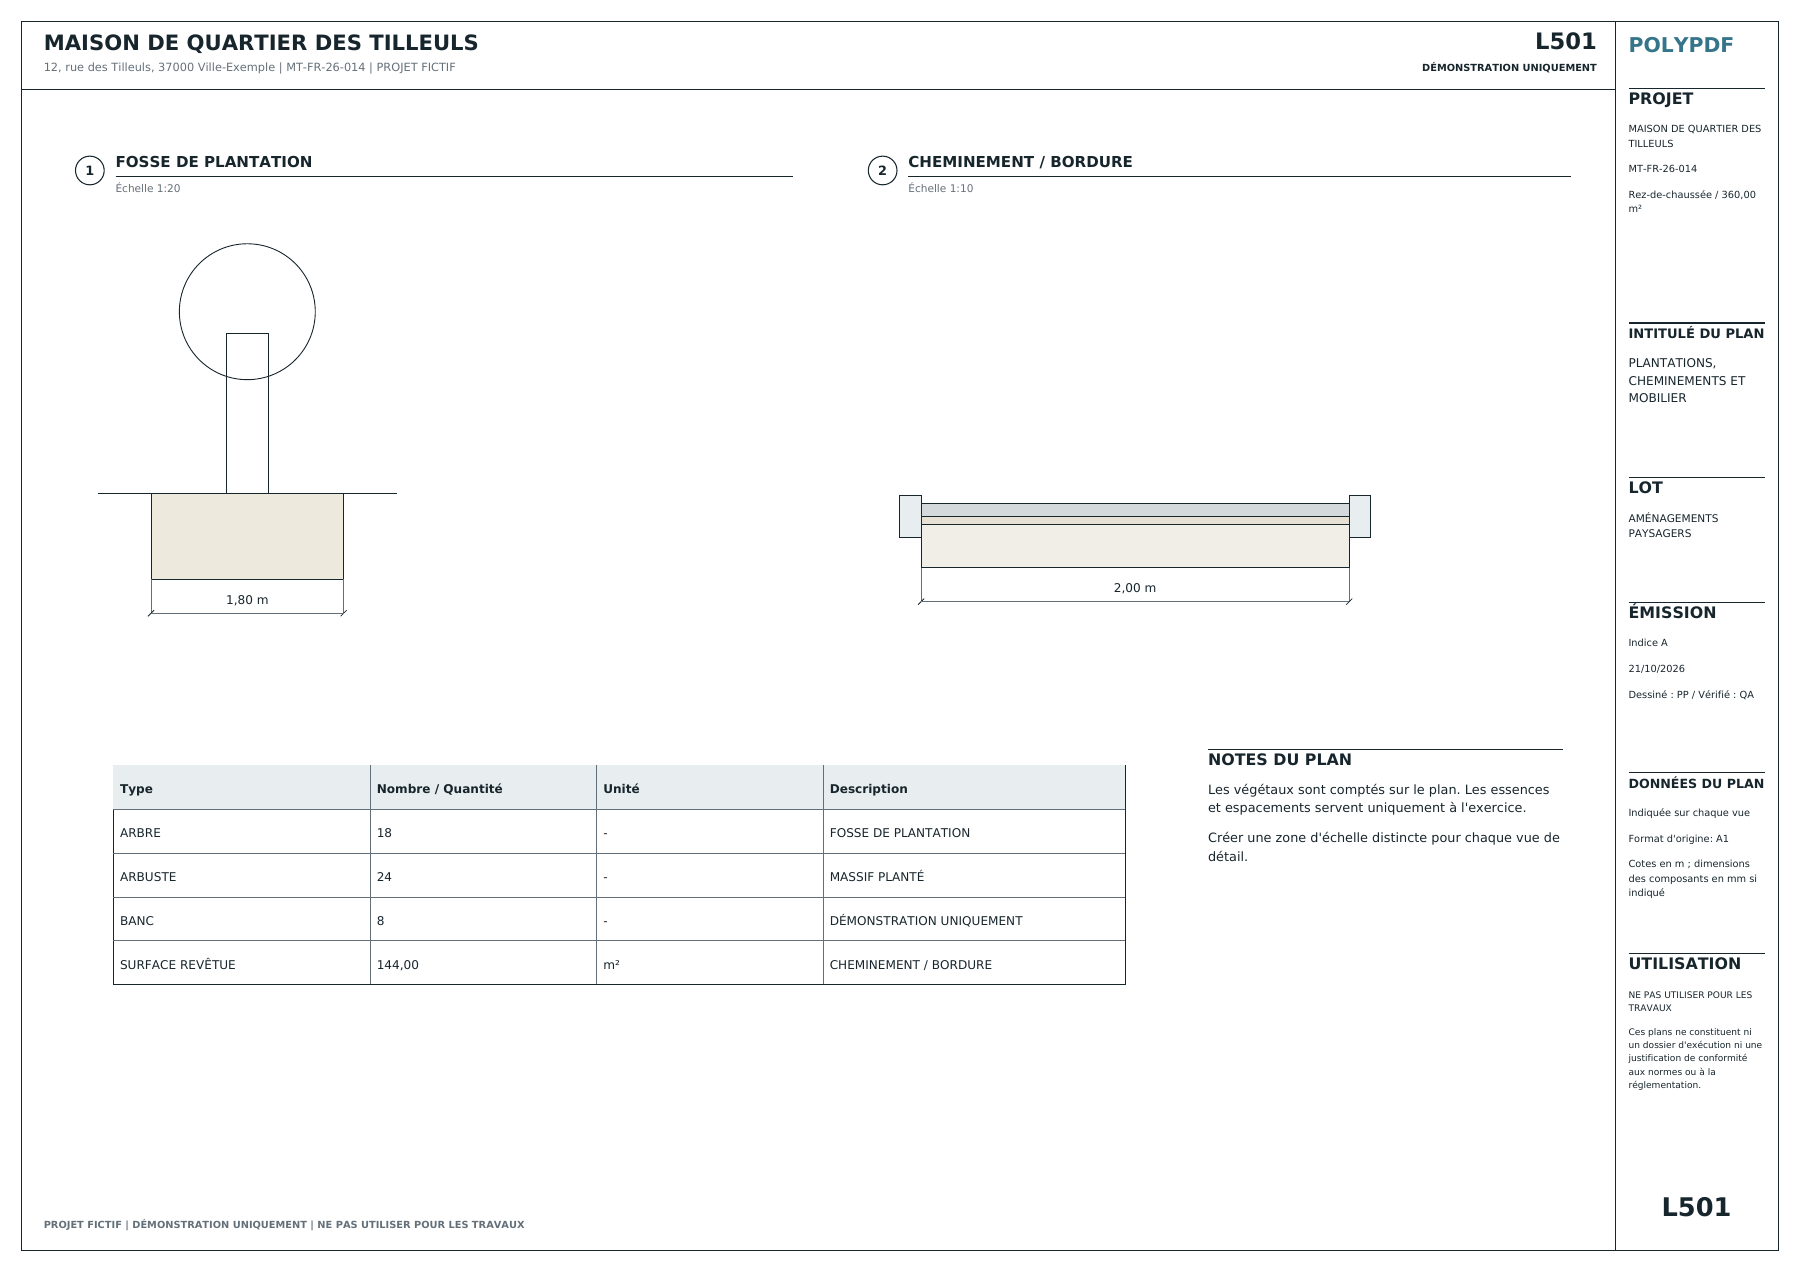 MAISON DE QUARTIER DES TILLEULS
12, rue des Tilleuls, 37000 Ville-Exemple | MT-FR-26-014 | PROJET FICTIF
L501
DÉMONSTRATION UNIQUEMENT
1
FOSSE DE PLANTATION
Échelle 1:20
1,80 m
2
CHEMINEMENT / BORDURE
Échelle 1:10
2,00 m
Type Nombre / Quantité Unité Description
ARBRE 18 - FOSSE DE PLANTATION
ARBUSTE 24 - MASSIF PLANTÉ
BANC 8 - DÉMONSTRATION UNIQUEMENT
SURFACE REVÊTUE 144,00 m² CHEMINEMENT / BORDURE
NOTES DU PLAN
Les végétaux sont comptés sur le plan. Les essences
et espacements servent uniquement à l'exercice.
Créer une zone d'échelle distincte pour chaque vue de
détail.
PROJET FICTIF | DÉMONSTRATION UNIQUEMENT | NE PAS UTILISER POUR LES TRAVAUX
POLYPDF
PROJET
MAISON DE QUARTIER DES
TILLEULS
MT-FR-26-014
Rez-de-chaussée / 360,00
m²
INTITULÉ DU PLAN
PLANTATIONS,
CHEMINEMENTS ET
MOBILIER
LOT
AMÉNAGEMENTS
PAYSAGERS
ÉMISSION
Indice A
21/10/2026
Dessiné : PP / Vérifié : QA
DONNÉES DU PLAN
Indiquée sur chaque vue
Format d'origine: A1
Cotes en m ; dimensions
des composants en mm si
indiqué
UTILISATION
NE PAS UTILISER POUR LES
TRAVAUX
Ces plans ne constituent ni
un dossier d'exécution ni une
justification de conformité
aux normes ou à la
réglementation.
L501